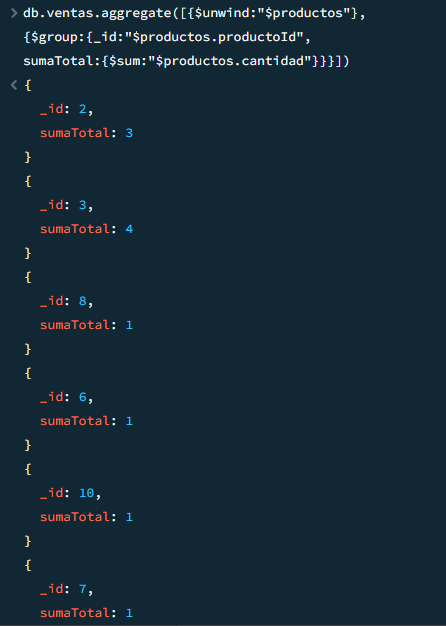 > db.ventas.aggregate([{$unwind:"$productos"},
{$group:{_id:"$productos.productoId",
sumaTotal:{$sum:"$productos.cantidad"}}}])
< {
_id: 2,
sumaTotal: 3
}
{
_id: 3,
sumaTotal: 4
}
{
_id: 8,
sumaTotal: 1
}
{
_id: 6,
sumaTotal: 1
}
{
_id: 10,
sumaTotal: 1
}
{
_id: 7,
sumaTotal: 1